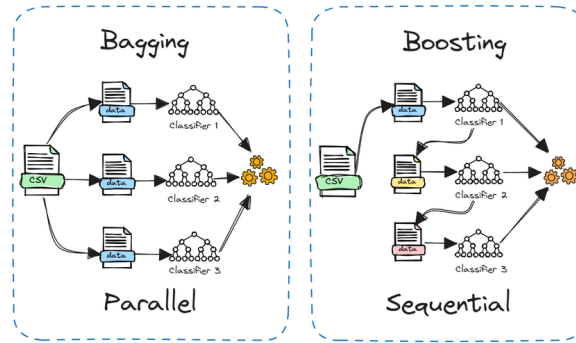 Bagging
data
Classifier 1
CSV
data
Classifier 2
data
Classifier 3
Parallel
Boosting
data
Classifier 1
CSV
data
Classifier 2
data
Classifier 3
Sequential